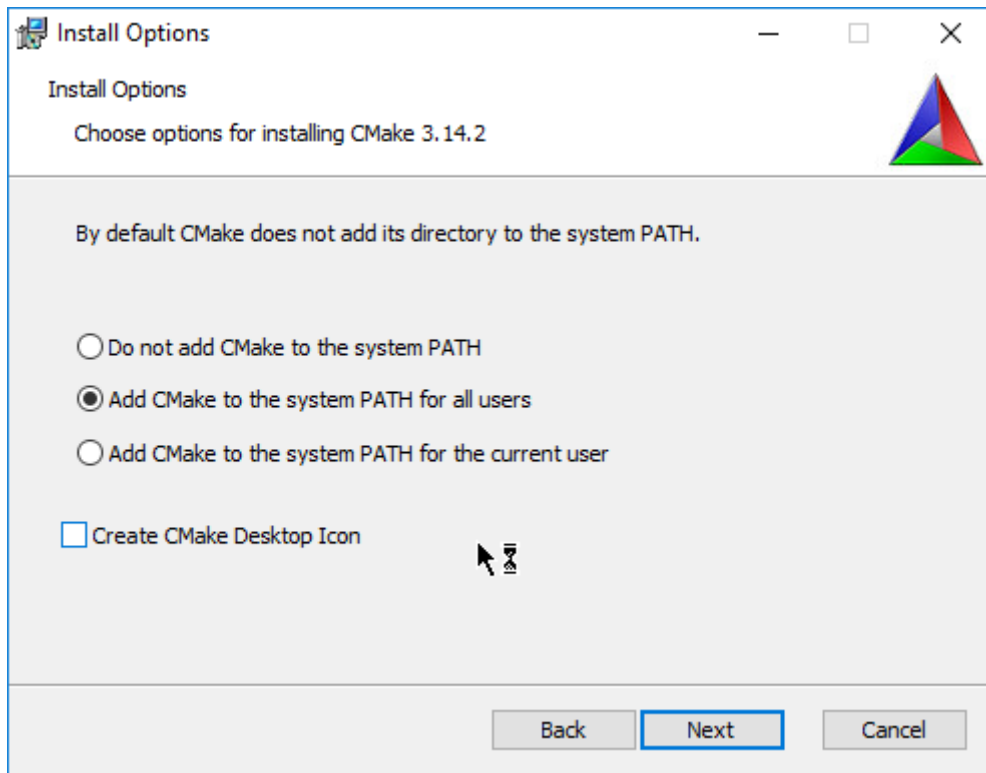 Install Options
Install Options
Choose options for installing CMake 3.14.2
By default CMake does not add its directory to the system PATH.
Do not add CMake to the system PATH
Add CMake to the system PATH for all users
Add CMake to the system PATH for the current user
Create CMake Desktop Icon
Back Next Cancel